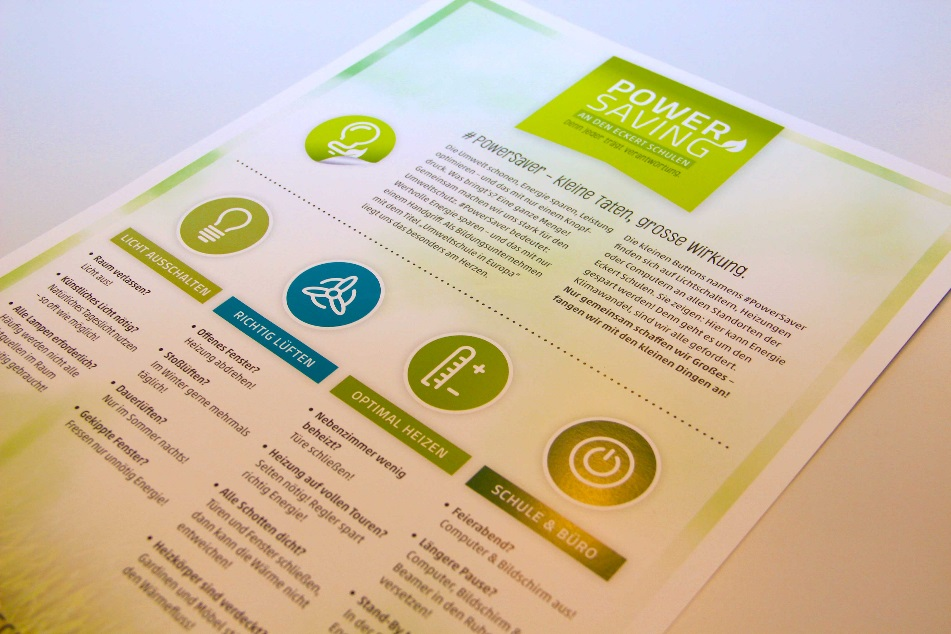 POWER
SAVING
AN DEN ECKERT SCHULEN
Denn jeder trägt Verantwortung.
#PowerSaver – kleine Taten, grosse Wirkung
Die Umwelt schonen, Energie sparen, Leistung
optimieren – und das mit nur einem Knopf-
druck. Was bringt's? Eine ganze Menge!
Gemeinsam machen wir uns stark für den
Umweltschutz. #PowerSaver bedeutet:
Wertvolle Energie sparen – und das mit nur
einem Handgriff. Als Bildungsunternehmen
mit dem Titel „Umweltschule in Europa“
liegt uns das besonders am Herzen.
Die kleinen Buttons namens #PowerSaver
finden sich auf Lichtschaltern, Heizungen
oder Computern an allen Standorten der
Eckert Schulen. Sie zeigen: Hier kann Energie
gespart werden! Denn geht es um den
Klimawandel, sind wir alle gefordert.
Nur gemeinsam schaffen wir Großes –
fangen wir mit den kleinen Dingen an!
LICHT AUSSCHALTEN
• Raum verlassen?
Licht aus!
• Künstliches Licht nötig?
Natürliches Tageslicht nutzen
– so oft wie möglich!
• Alle Lampen erforderlich?
Häufig werden nicht alle
im Raum
gebraucht!
RICHTIG LÜFTEN
• Offenes Fenster?
Heizung abdrehen!
• Stoßlüften?
Im Winter gerne mehrmals
täglich!
• Dauerlüften?
Nur im Sommer nachts!
• Gekippte Fenster?
Fressen nur unnötig Energie!
OPTIMAL HEIZEN
• Nebenzimmer wenig
beheizt?
Türe schließen!
• Heizung auf vollen Touren?
Selten nötig! Regler spart
richtig Energie!
• Alle Schotten dicht?
Türen und Fenster schließen,
dann kann die Wärme nicht
entweichen!
• Heizkörper sind verdeckt?
Gardinen und Möbel
den Wärmefluss!
SCHULE & BÜRO
• Feierabend?
Computer & Bildschirm aus!
• Längere Pause?
Computer, Bildschirm &
Beamer in den
versetzen!
• Stand-By
In der